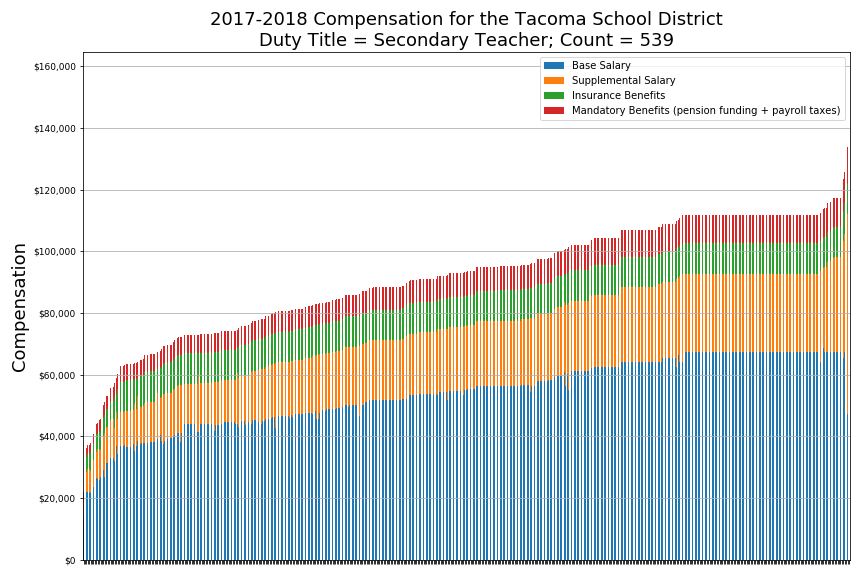 2017-2018 Compensation for the Tacoma School District
Duty Title = Secondary Teacher; Count = 539
Base Salary
Supplemental Salary
Insurance Benefits
Mandatory Benefits (pension funding + payroll taxes)
Compensation
$160,000
$140,000
$120,000
$100,000
$80,000
$60,000
$40,000
$20,000
$0